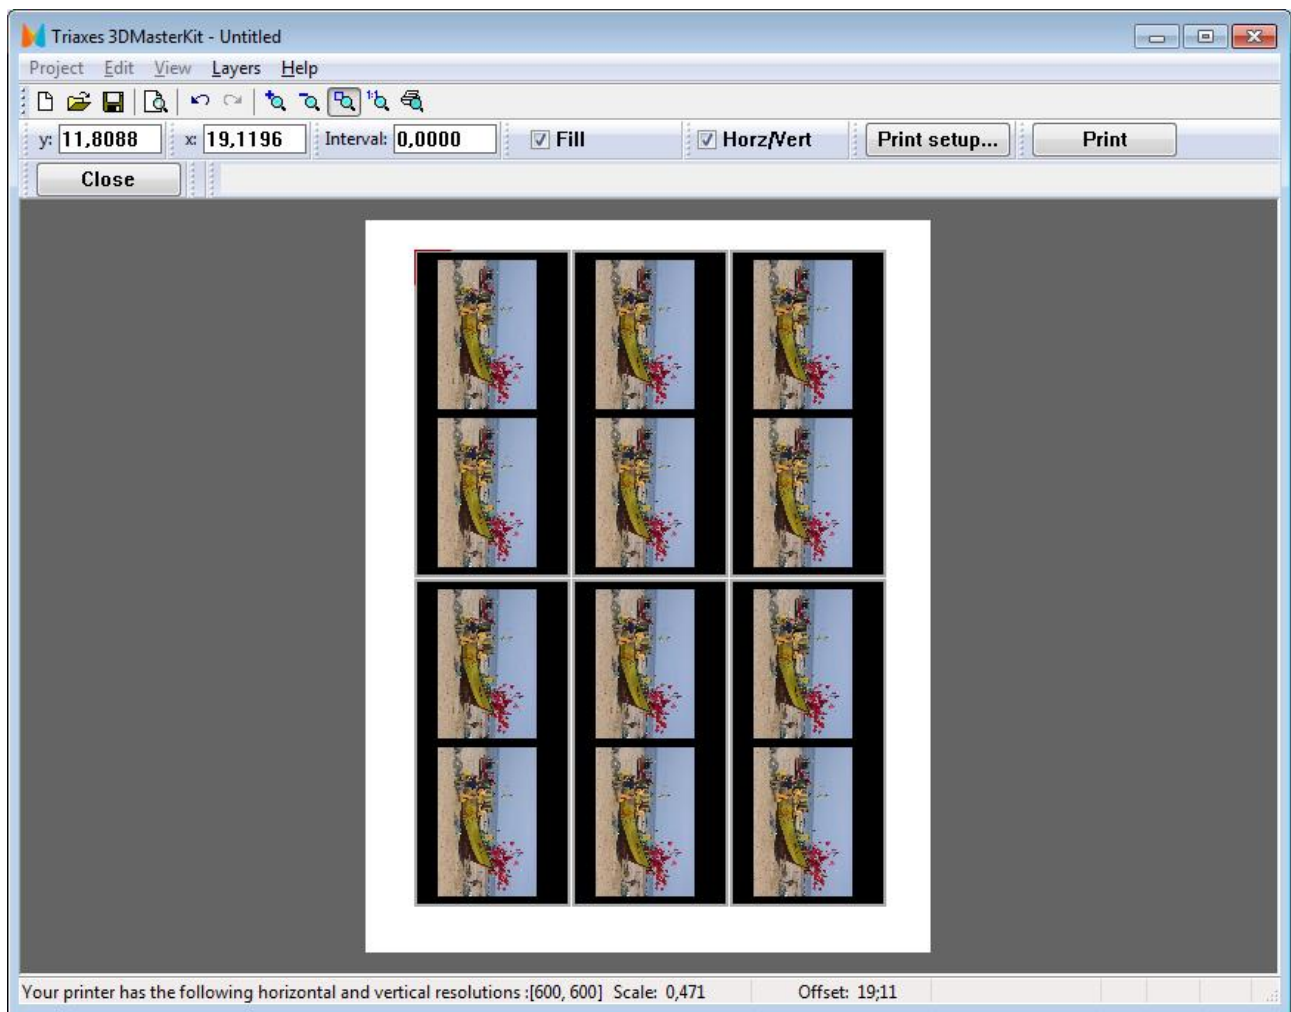 Triaxes 3DMasterKit - Untitled
Project Edit View Layers Help
1:1
y: 11,8088 x: 19,1196 Interval: 0,0000 Fill Horz/Vert Print setup... Print
Close
Your printer has the following horizontal and vertical resolutions :[600, 600] Scale: 0,471 Offset: 19;11